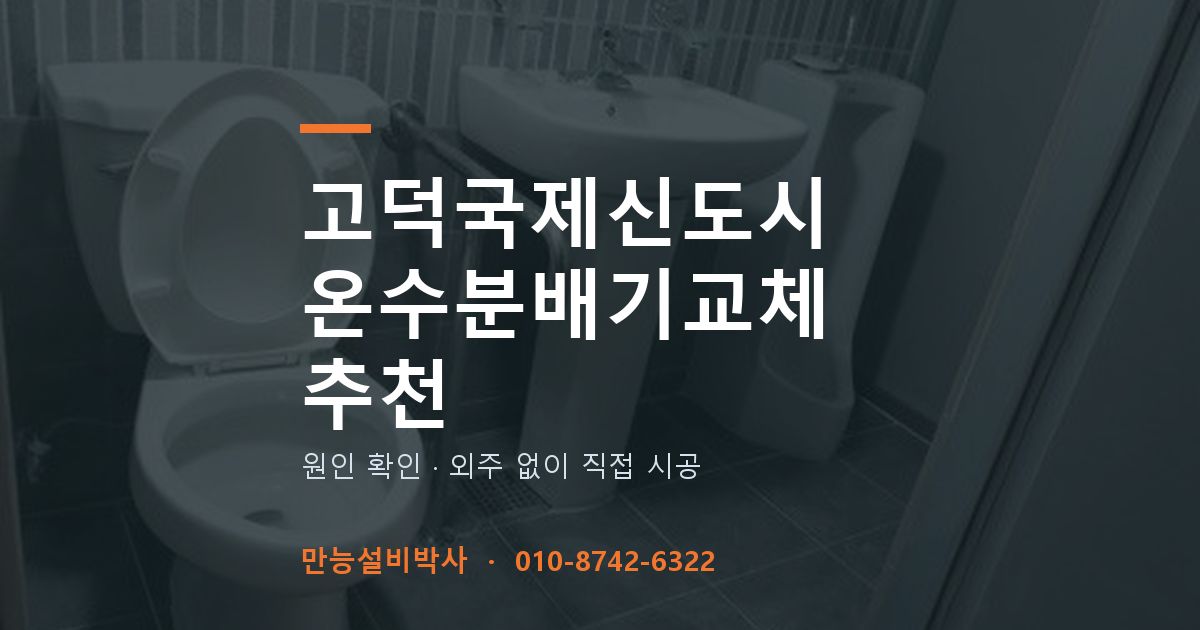 고덕국제신도시
온수분배기교체
추천
원인 확인 · 외주 없이 직접 시공
만능설비박사 · 010-8742-6322